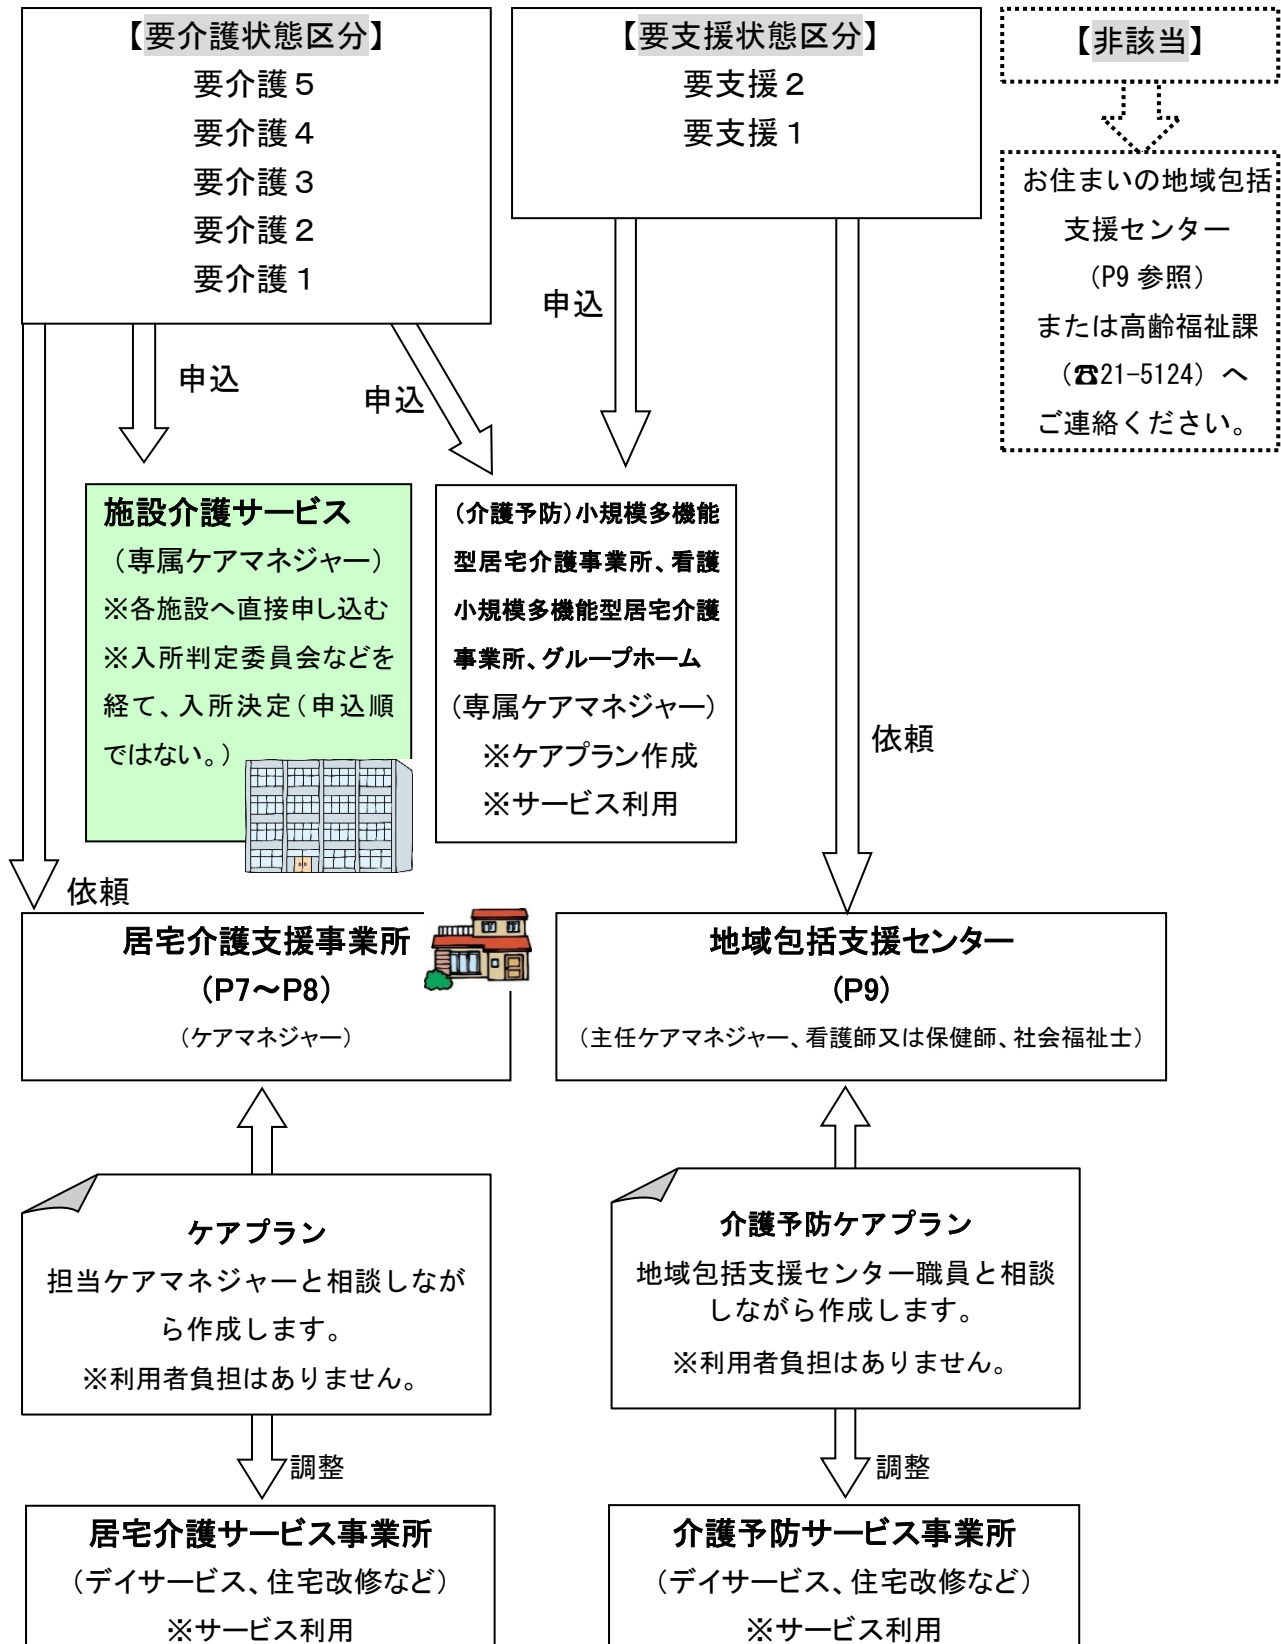 【要介護状態区分】
要介護５
要介護４
要介護３
要介護２
要介護１
【要支援状態区分】
要支援２
要支援１
【非該当】
お住まいの地域包括
支援センター
（P9 参照）
または高齢福祉課
（☎21-5124）へ
ご連絡ください。
申込
申込
申込
施設介護サービス
（専属ケアマネジャー）
※各施設へ直接申し込む
※入所判定委員会などを
経て、入所決定（申込順
ではない。）
（介護予防）小規模多機能
型居宅介護事業所、看護
小規模多機能型居宅介護
事業所、グループホーム
（専属ケアマネジャー）
※ケアプラン作成
※サービス利用
依頼
依頼
居宅介護支援事業所
（P7～P8）
（ケアマネジャー）
地域包括支援センター
（P9）
（主任ケアマネジャー、看護師又は保健師、社会福祉士）
ケアプラン
担当ケアマネジャーと相談しなが
ら作成します。
※利用者負担はありません。
介護予防ケアプラン
地域包括支援センター職員と相談
しながら作成します。
※利用者負担はありません。
調整
調整
居宅介護サービス事業所
（デイサービス、住宅改修など）
※サービス利用
介護予防サービス事業所
（デイサービス、住宅改修など）
※サービス利用